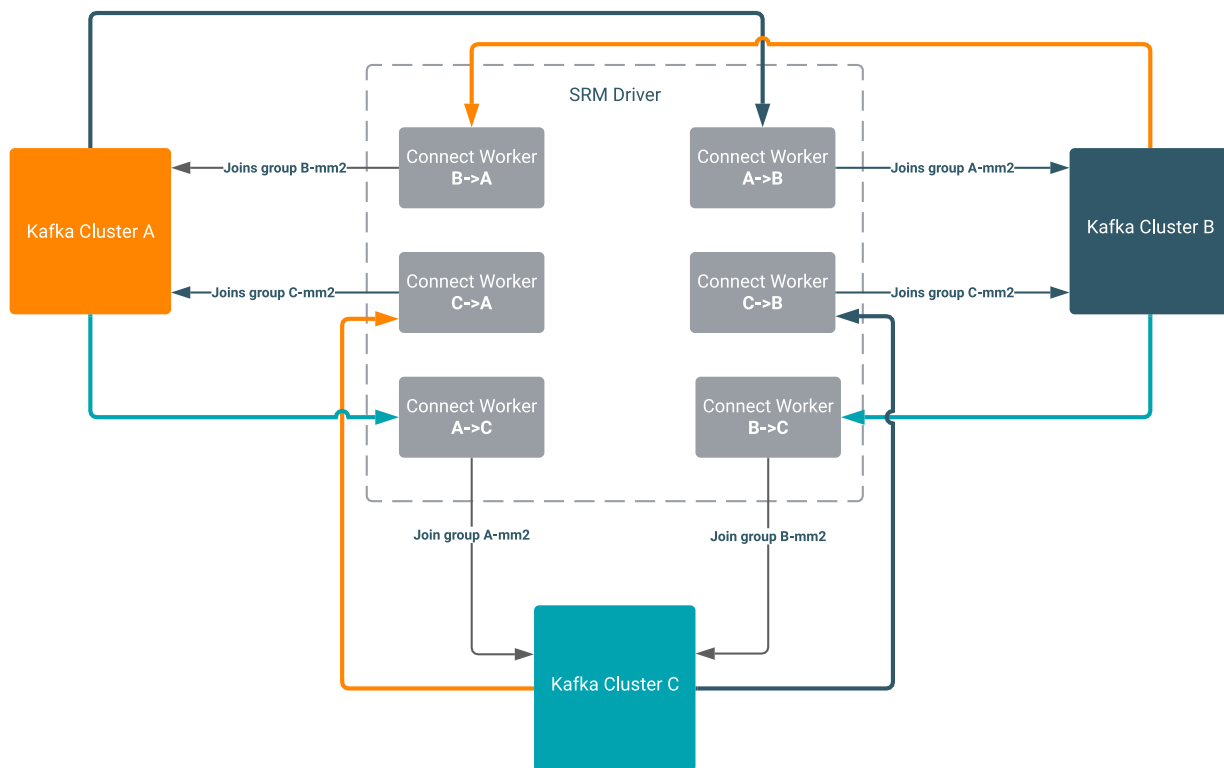 SRM Driver
Connect Worker
B->A
Connect Worker
A->B
Joins group B-mm2
Joins group A-mm2
Kafka Cluster A
Kafka Cluster B
Connect Worker
C->A
Connect Worker
C->B
Joins group C-mm2
Joins group C-mm2
Connect Worker
A->C
Connect Worker
B->C
Join group A-mm2
Join group B-mm2
Kafka Cluster C